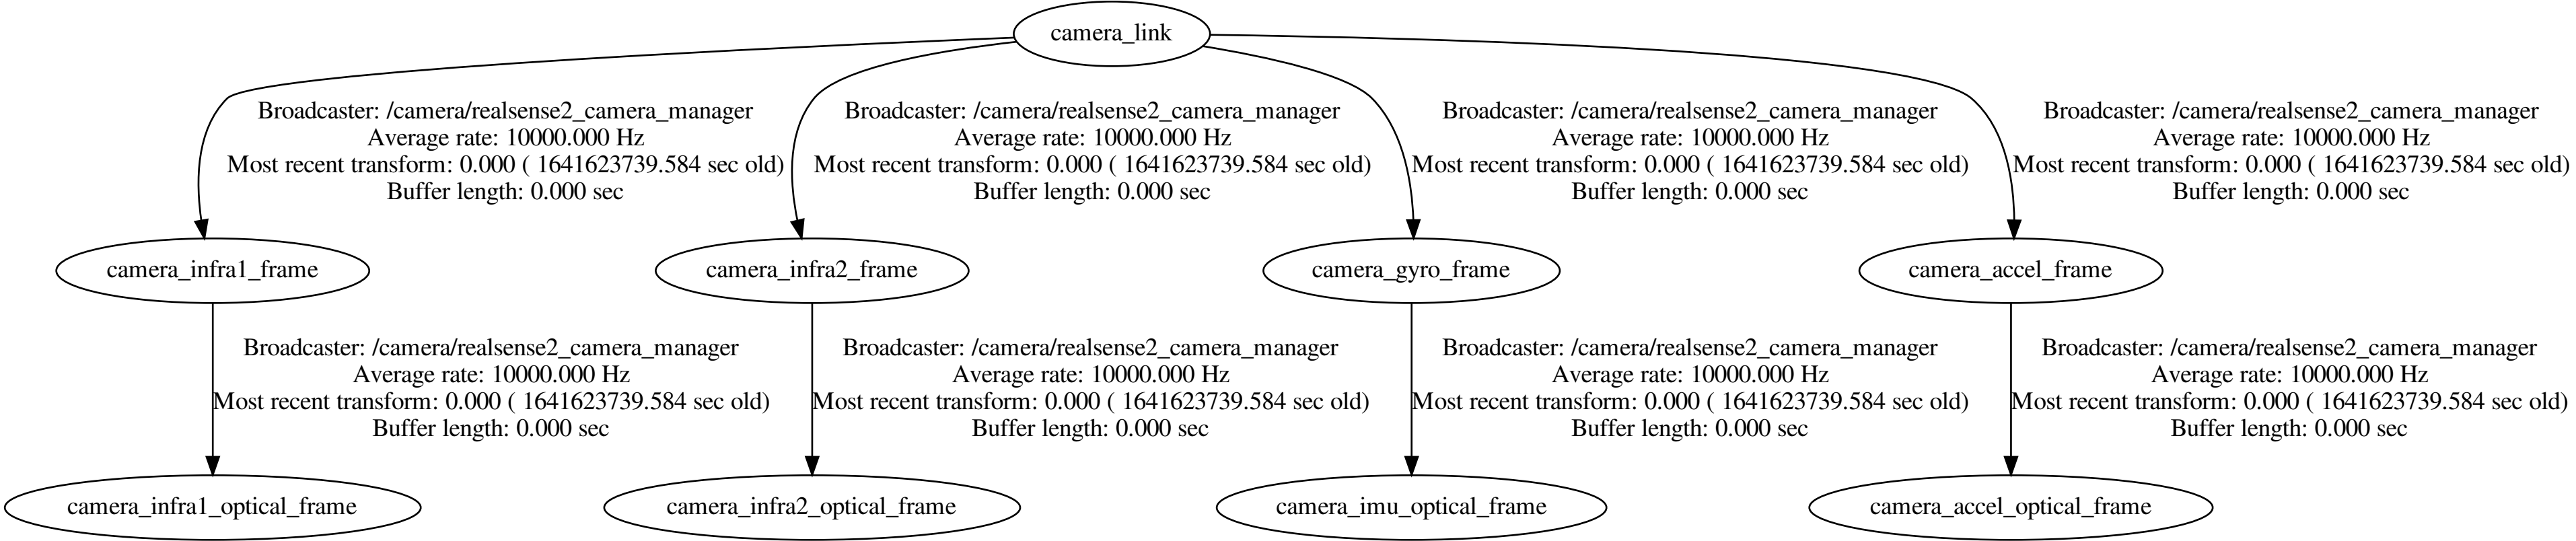 camera_link
Broadcaster: /camera/realsense2_camera_manager
Average rate: 10000.000 Hz
Most recent transform: 0.000 ( 1641623739.584 sec old)
Buffer length: 0.000 sec
Broadcaster: /camera/realsense2_camera_manager
Average rate: 10000.000 Hz
Most recent transform: 0.000 ( 1641623739.584 sec old)
Buffer length: 0.000 sec
Broadcaster: /camera/realsense2_camera_manager
Average rate: 10000.000 Hz
Most recent transform: 0.000 ( 1641623739.584 sec old)
Buffer length: 0.000 sec
Broadcaster: /camera/realsense2_camera_manager
Average rate: 10000.000 Hz
Most recent transform: 0.000 ( 1641623739.584 sec old)
Buffer length: 0.000 sec
camera_infra1_frame
camera_infra2_frame
camera_gyro_frame
camera_accel_frame
Broadcaster: /camera/realsense2_camera_manager
Average rate: 10000.000 Hz
Most recent transform: 0.000 ( 1641623739.584 sec old)
Buffer length: 0.000 sec
Broadcaster: /camera/realsense2_camera_manager
Average rate: 10000.000 Hz
Most recent transform: 0.000 ( 1641623739.584 sec old)
Buffer length: 0.000 sec
Broadcaster: /camera/realsense2_camera_manager
Average rate: 10000.000 Hz
Most recent transform: 0.000 ( 1641623739.584 sec old)
Buffer length: 0.000 sec
Broadcaster: /camera/realsense2_camera_manager
Average rate: 10000.000 Hz
Most recent transform: 0.000 ( 1641623739.584 sec old)
Buffer length: 0.000 sec
camera_infra1_optical_frame
camera_infra2_optical_frame
camera_imu_optical_frame
camera_accel_optical_frame